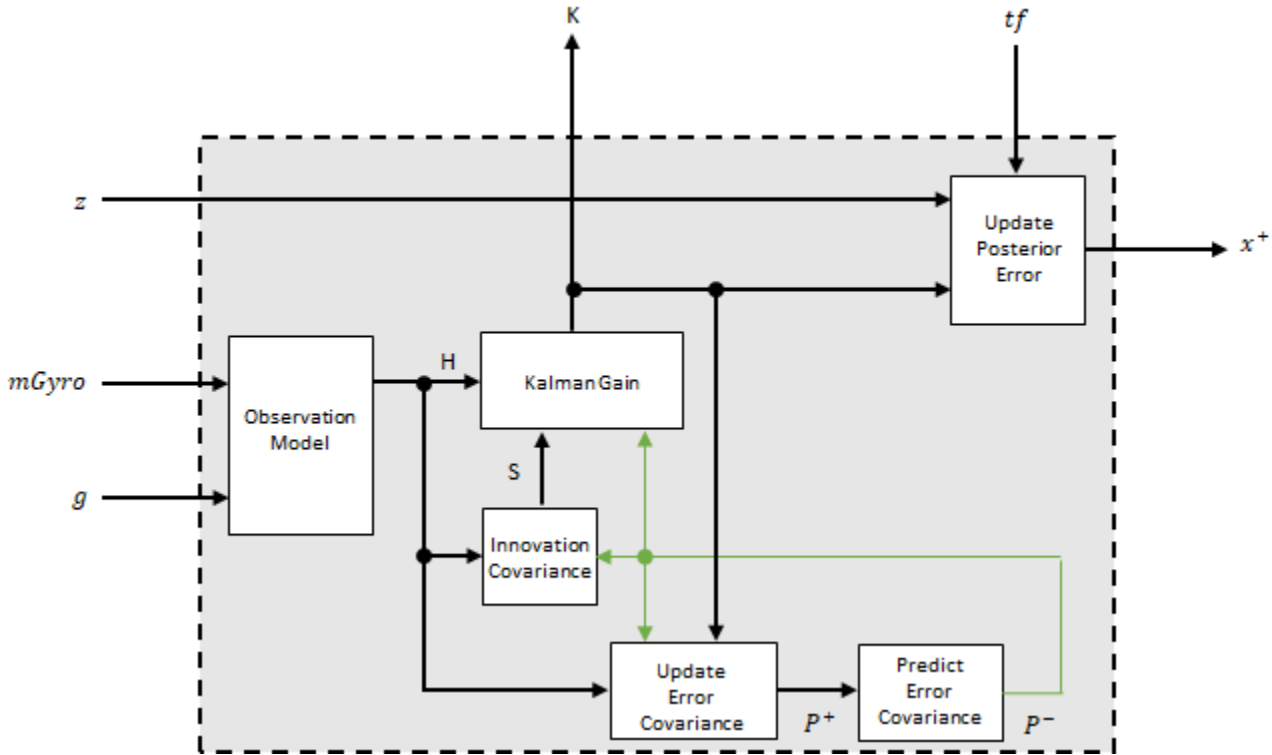 K
tf
z
Update
Posterior
Error
x⁺
mGyro
H
Kalman Gain
Observation
Model
g
S
Innovation
Covariance
Update
Error
Covariance
P⁺
Predict
Error
Covariance
P⁻